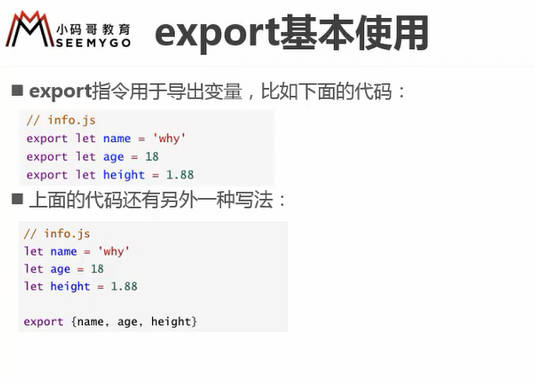 小码哥教育
SEEMYGO
export基本使用
export指令用于导出变量，比如下面的代码：
// info.js
export let name = 'why'
export let age = 18
export let height = 1.88
上面的代码还有另外一种写法：
// info.js
let name = 'why'
let age = 18
let height = 1.88
export {name, age, height}